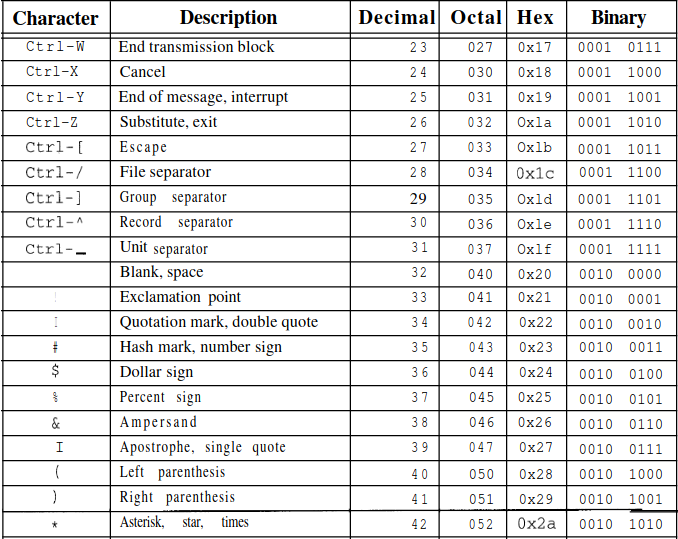 Character Description Decimal Octal Hex Binary
Ctrl-W End transmission block 23 027 0x17 0001 0111
Ctrl-X Cancel 24 030 0x18 0001 1000
Ctrl-Y End of message, interrupt 25 031 0x19 0001 1001
Ctrl-Z Substitute, exit 26 032 Oxla 0001 1010
Ctrl-[ Escape 27 033 Oxlb 0001 1011
Ctrl-/ File separator 28 034 0x1c 0001 1100
Ctrl-] Group separator 29 035 Oxld 0001 1101
Ctrl-^ Record separator 30 036 Oxle 0001 1110
Ctrl-_ Unit separator 31 037 Oxlf 0001 1111
Blank, space 32 040 0x20 0010 0000
! Exclamation point 33 041 0x21 0010 0001
Quotation mark, double quote 34 042 0x22 0010 0010
# Hash mark, number sign 35 043 0x23 0010 0011
$ Dollar sign 36 044 0x24 0010 0100
% Percent sign 37 045 0x25 0010 0101
& Ampersand 38 046 0x26 0010 0110
I Apostrophe, single quote 39 047 0x27 0010 0111
( Left parenthesis 40 050 0x28 0010 1000
) Right parenthesis 41 051 0x29 0010 1001
* Asterisk, star, times 42 052 0x2a 0010 1010